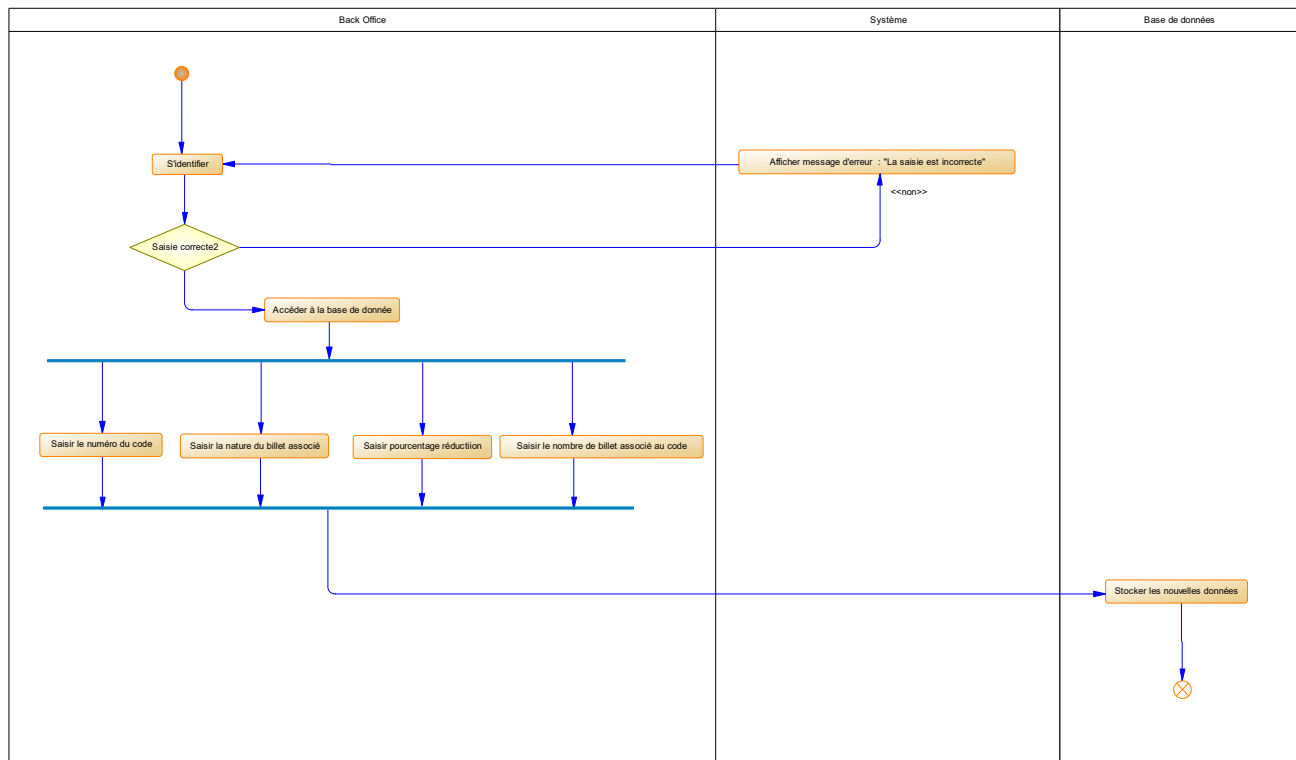 Back Office
Système
Base de données
S'identifier
Afficher message d'erreur : "La saisie est incorrecte"
<<non>>
Saisie correcte2
Accéder à la base de donnée
Saisir le numéro du code
Saisir la nature du billet associé
Saisir pourcentage réductiion
Saisir le nombre de billet associé au code
Stocker les nouvelles données